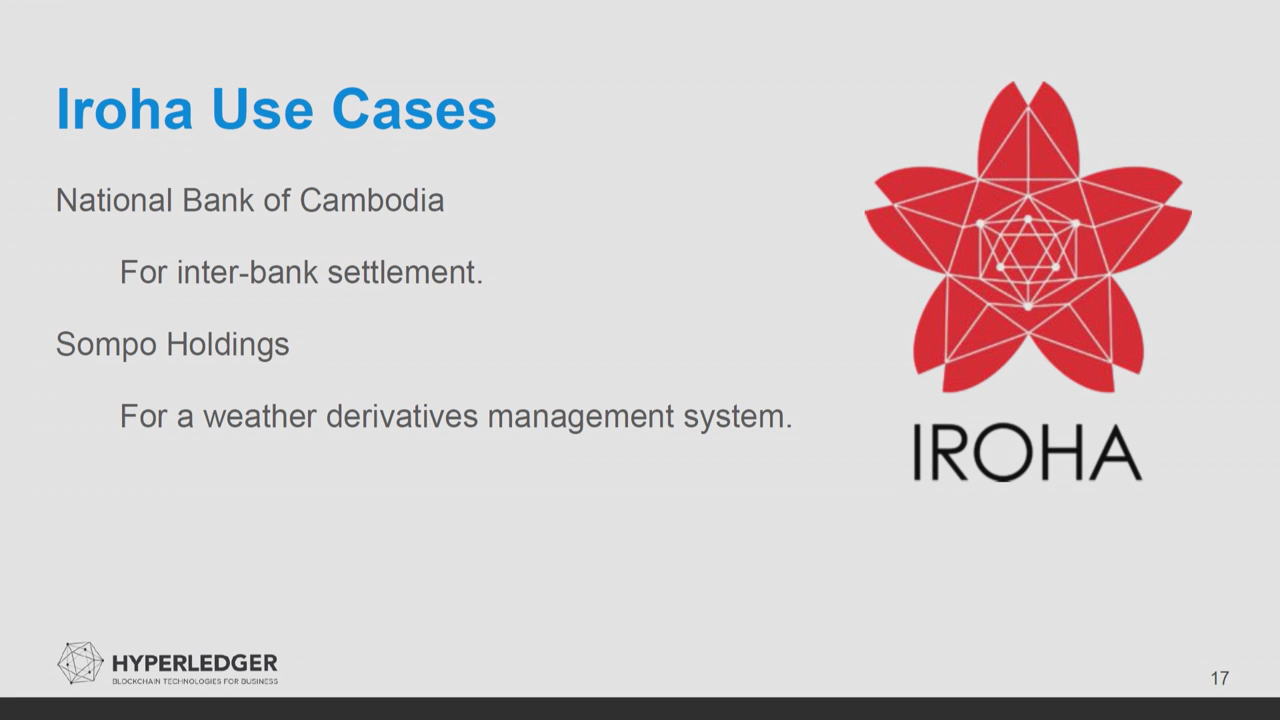 Iroha Use Cases
National Bank of Cambodia
For inter-bank settlement.
Sompo Holdings
For a weather derivatives management system.
IROHA
HYPERLEDGER
BLOCKCHAIN TECHNOLOGIES FOR BUSINESS
17